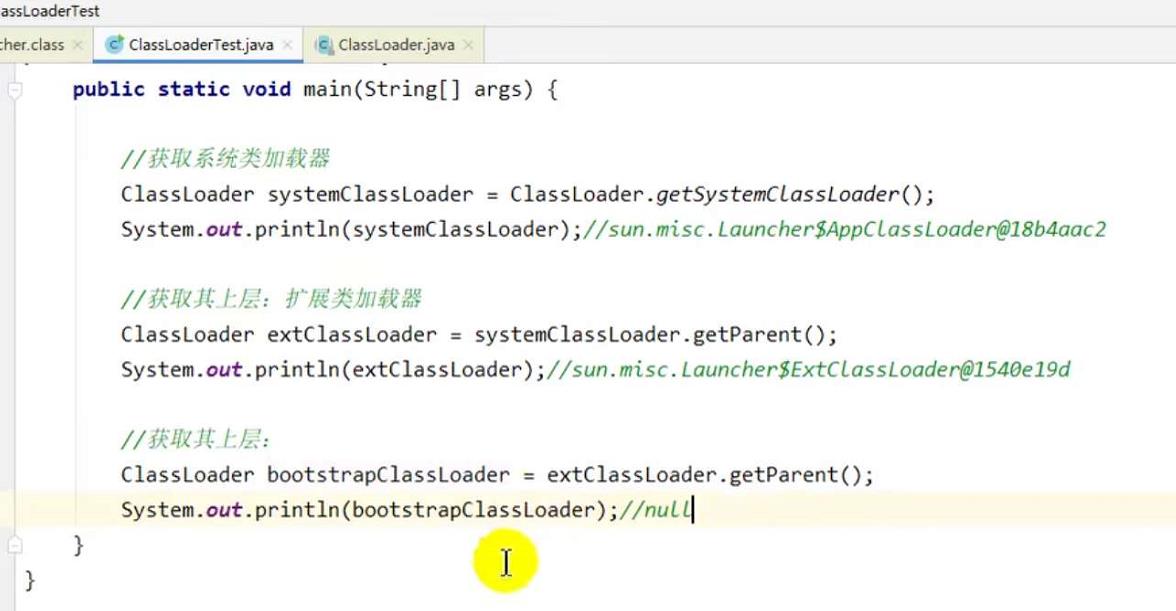 assLoaderTest
cher.class
ClassLoaderTest.java
ClassLoader.java
public static void main(String[] args) {
//获取系统类加载器
ClassLoader systemClassLoader = ClassLoader.getSystemClassLoader();
System.out.println(systemClassLoader);//sun.misc.Launcher$AppClassLoader@18b4aac2
//获取其上层：扩展类加载器
ClassLoader extClassLoader = systemClassLoader.getParent();
System.out.println(extClassLoader);//sun.misc.Launcher$ExtClassLoader@1540e19d
//获取其上层：
ClassLoader bootstrapClassLoader = extClassLoader.getParent();
System.out.println(bootstrapClassLoader);//null
}
}